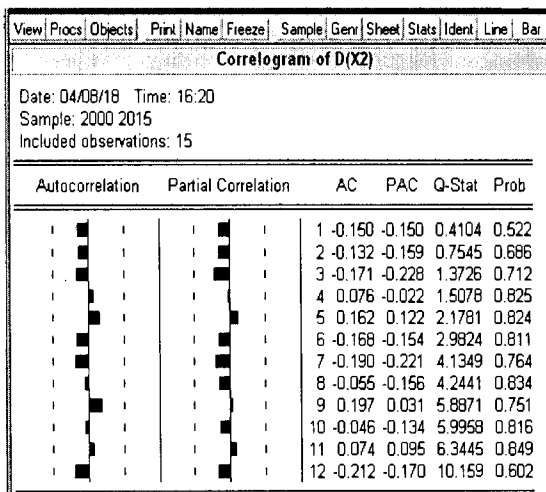 View Procs Objects Print Name Freeze Sample Genr Sheet Stats Ident Line Bar
Correlogram of D(X2)
Date: 04/08/18 Time: 16:20
Sample: 2000 2015
Included observations: 15
Autocorrelation Partial Correlation AC PAC Q-Stat Prob
1 -0.150 -0.150 0.4104 0.522
2 -0.132 -0.159 0.7545 0.686
3 -0.171 -0.228 1.3726 0.712
4 0.076 -0.022 1.5078 0.825
5 0.162 0.122 2.1781 0.824
6 -0.168 -0.154 2.9824 0.811
7 -0.190 -0.221 4.1349 0.764
8 -0.055 -0.156 4.2441 0.834
9 0.197 0.031 5.8871 0.751
10 -0.046 -0.134 5.9958 0.816
11 0.074 0.095 6.3445 0.849
12 -0.212 -0.170 10.159 0.602